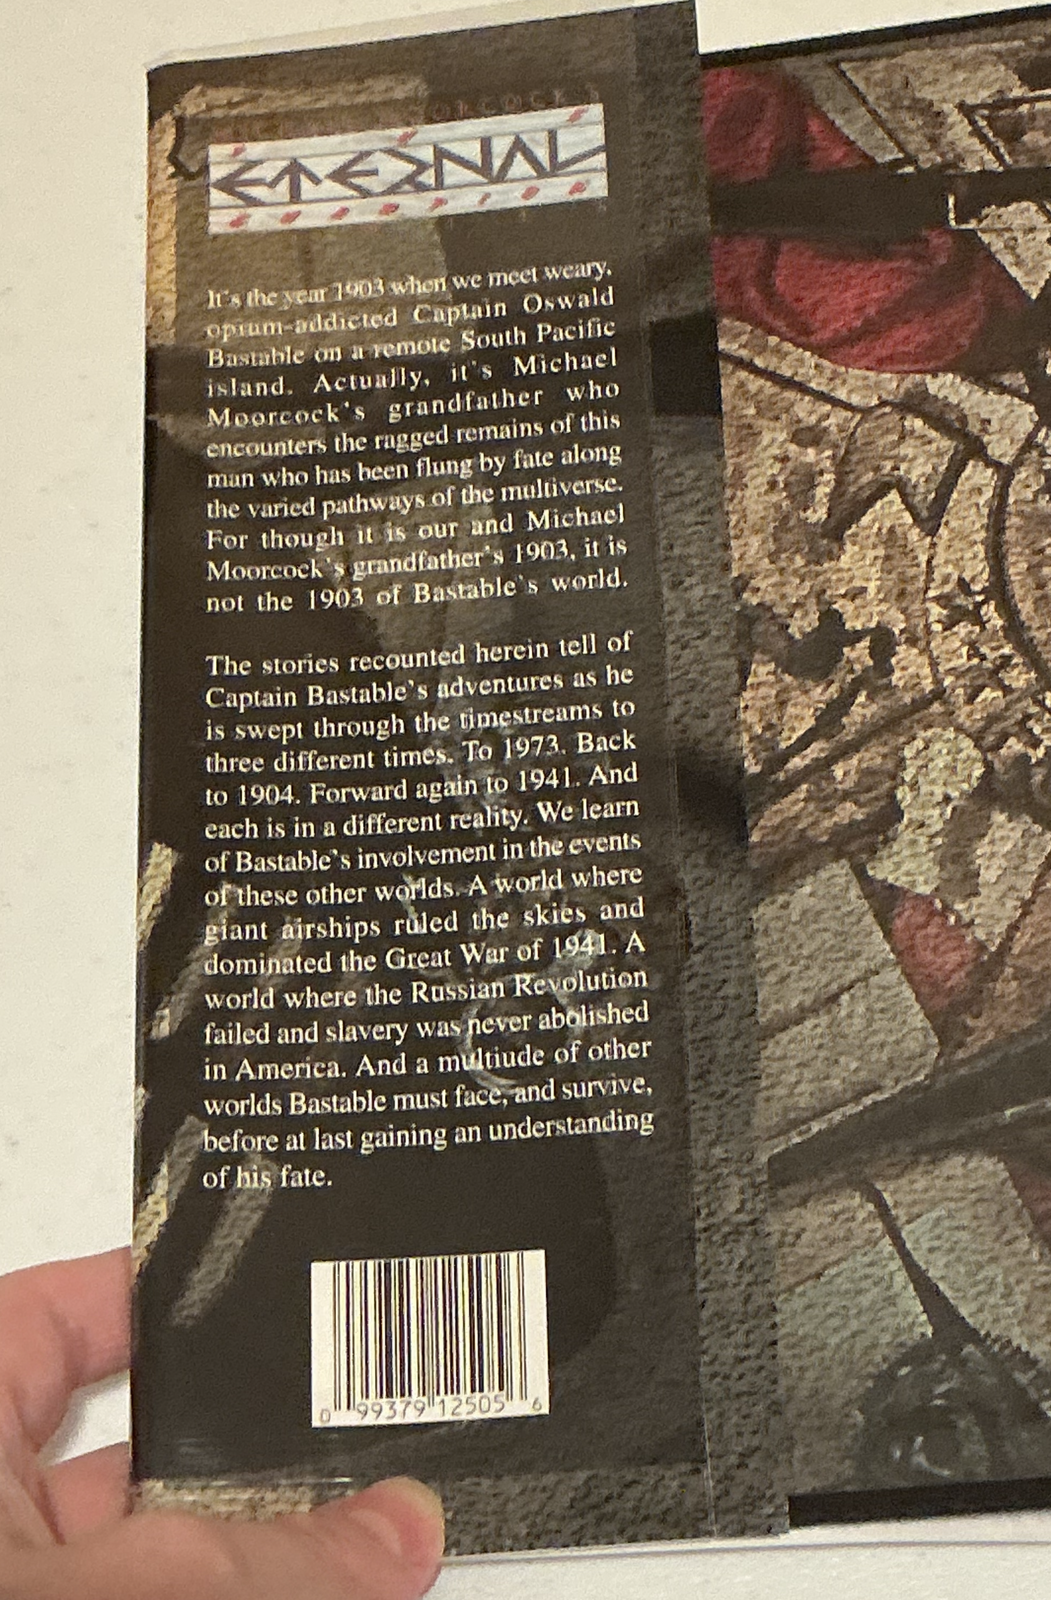 ETERNAL
It's the year 1903 when we meet weary,
opium-addicted Captain Oswald
Bastable on a remote South Pacific
island. Actually, it's Michael
Moorcock's grandfather who
encounters the ragged remains of this
man who has been flung by fate along
the varied pathways of the multiverse.
For though it is our and Michael
Moorcock's grandfather's 1903, it is
not the 1903 of Bastable's world.
The stories recounted herein tell of
Captain Bastable's adventures as he
is swept through the timestreams to
three different times. To 1973. Back
to 1904. Forward again to 1941. And
each is in a different reality. We learn
of Bastable's involvement in the events
of these other worlds. A world where
giant airships ruled the skies and
dominated the Great War of 1941. A
world where the Russian Revolution
failed and slavery was never abolished
in America. And a multiude of other
worlds Bastable must face, and survive,
before at last gaining an understanding
of his fate.
0 99379 12505 6